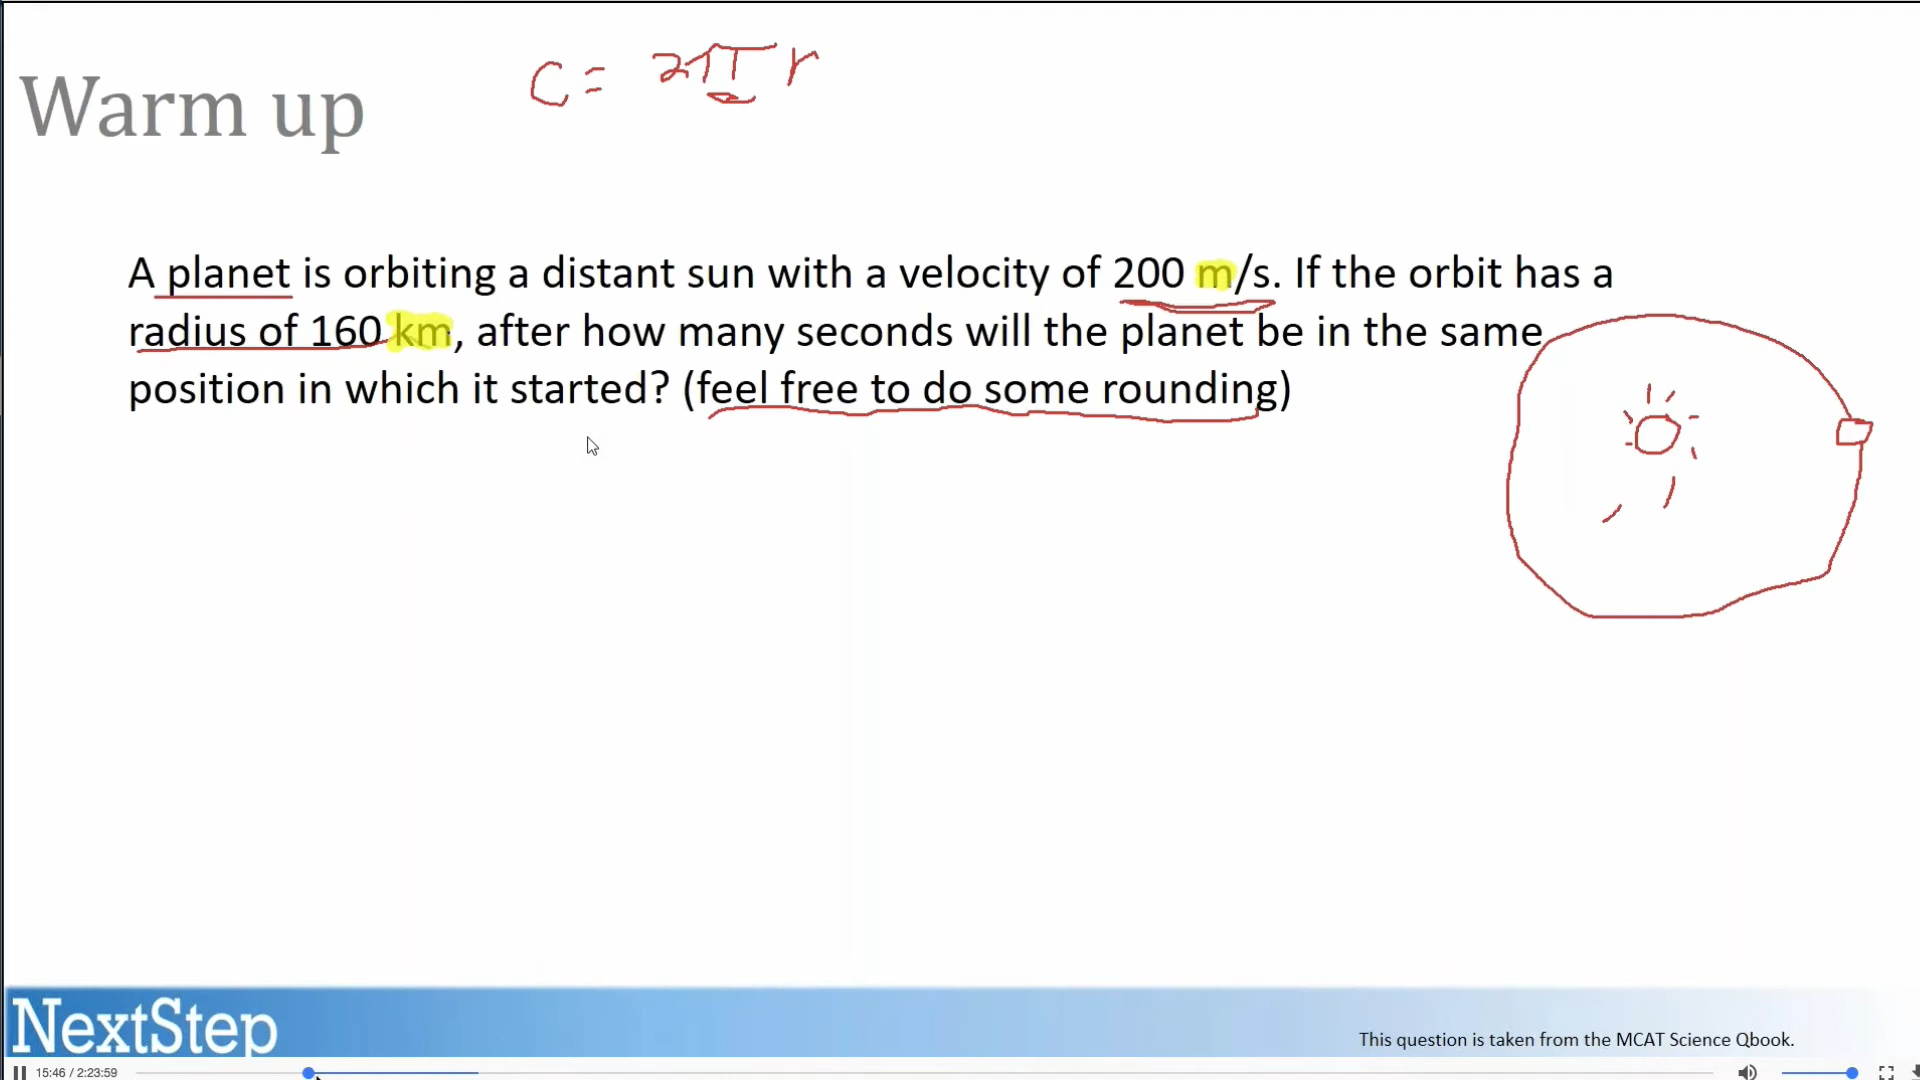 C = 2π r
Warm up
A planet is orbiting a distant sun with a velocity of 200 m/s. If the orbit has a
radius of 160 km, after how many seconds will the planet be in the same
position in which it started? (feel free to do some rounding)
NextStep
This question is taken from the MCAT Science Qbook.
15:46 / 2:23:59